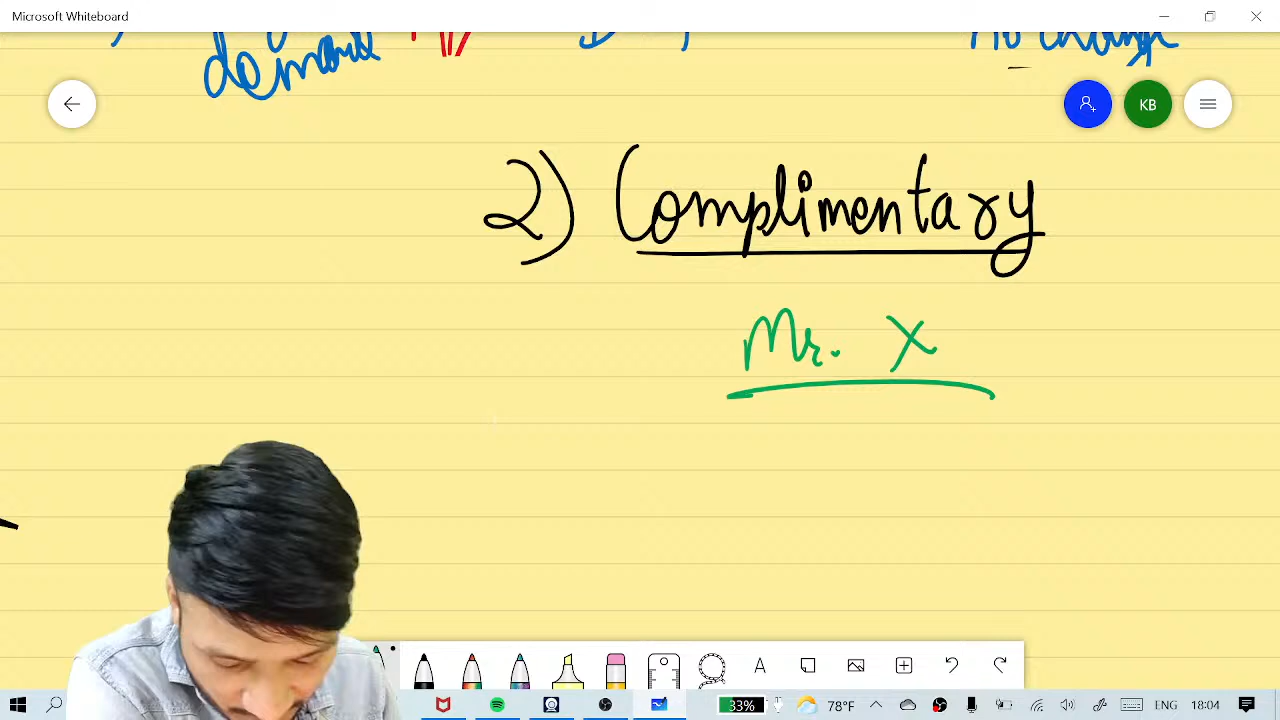 Microsoft Whiteboard
demand
no change
KB
2) Complimentary
Mr. X
A
33%
78°F
ENG
18:04